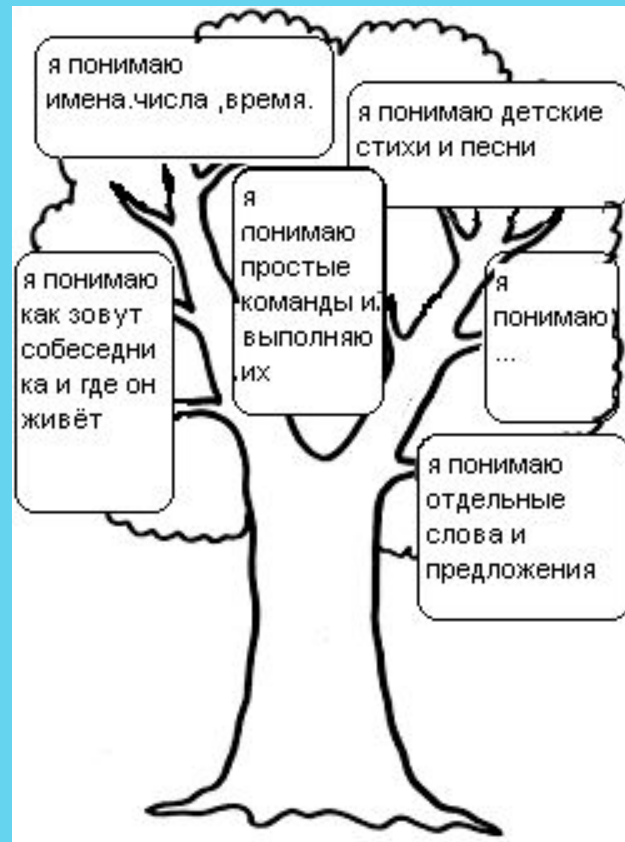 я понимаю
имена.числа ,время.
я понимаю детские
стихи и песни
я
понимаю
простые
команды и.
выполняю
их
я понимаю
как зовут
собеседни
ка и где он
живёт
я
понимаю
...
я понимаю
отдельные
слова и
предложения